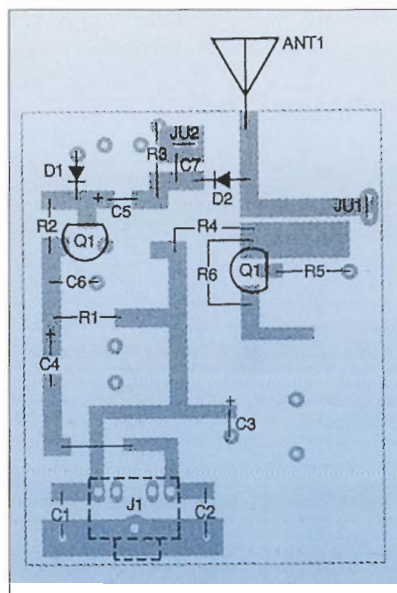 ANT1
JU2
D1
R3
C7
D2
JU1
C5
R2
R4
Q1
R6
Q1
R5
C6
R1
C4
C3
C1
J1
C2
+
+
+